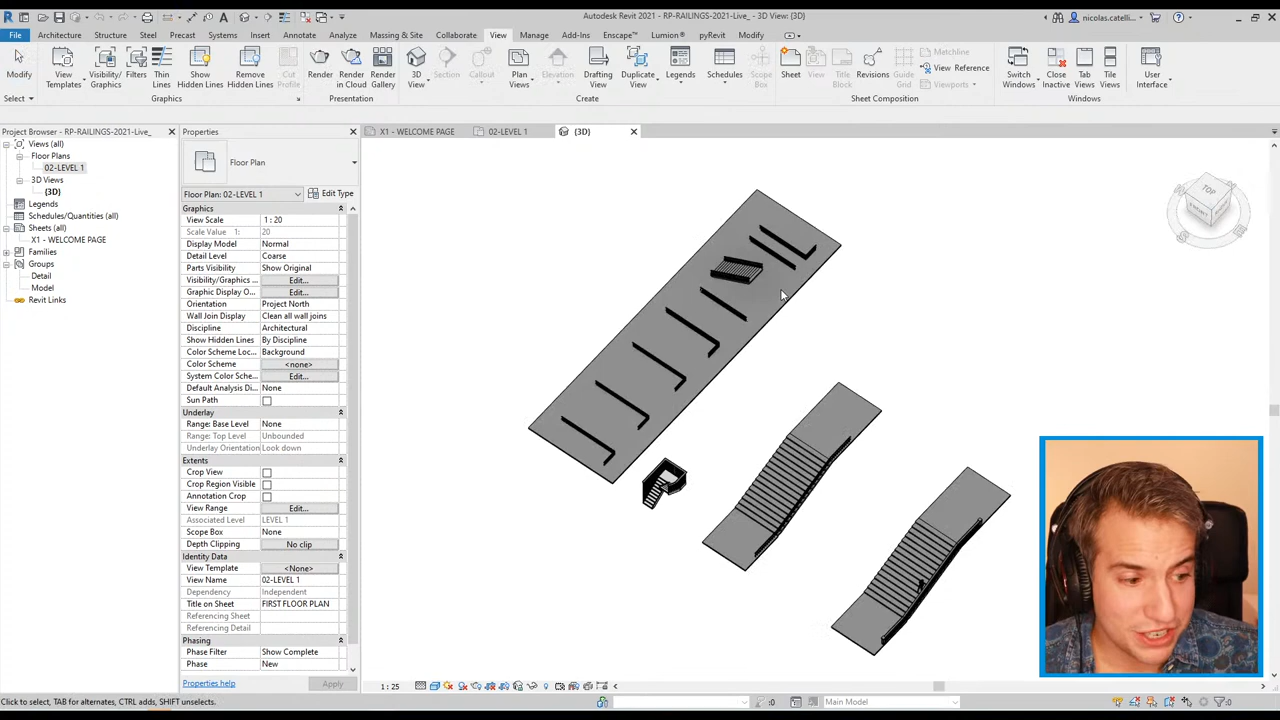 Autodesk Revit 2021 - RP-RAILINGS-2021-Live_ - 3D View: {3D}
nicolas.catelli...
File Architecture Structure Steel Precast Systems Insert Annotate Analyze Massing & Site Collaborate View Manage Add-Ins Enscape™ Lumion® pyRevit Modify
Modify
View Templates
Visibility/ Graphics
Filters
Thin Lines
Show Hidden Lines
Remove Hidden Lines
Cut Profile
Render
Render in Cloud
Render Gallery
3D View
Section
Callout
Plan Views
Elevation
Drafting View
Duplicate View
Legends
Schedules
Scope Box
Sheet
View
Title Block
Revisions
Guide Grid
Matchline
View Reference
Viewports
Switch Windows
Close Inactive
Tab Views
Tile Views
User Interface
Select Graphics Presentation Create Sheet Composition Windows
Project Browser - RP-RAILINGS-2021-Live_
Views (all)
Floor Plans
02-LEVEL 1
3D Views
{3D}
Legends
Schedules/Quantities (all)
Sheets (all)
X1 - WELCOME PAGE
Families
Groups
Detail
Model
Revit Links
Properties
Floor Plan
Floor Plan: 02-LEVEL 1 Edit Type
Graphics
View Scale 1 : 20
Scale Value 1: 20
Display Model Normal
Detail Level Coarse
Parts Visibility Show Original
Visibility/Graphics ... Edit...
Graphic Display O... Edit...
Orientation Project North
Wall Join Display Clean all wall joins
Discipline Architectural
Show Hidden Lines By Discipline
Color Scheme Loc... Background
Color Scheme <none>
System Color Sche... Edit...
Default Analysis Di... None
Sun Path
Underlay
Range: Base Level None
Range: Top Level Unbounded
Underlay Orientation Look down
Extents
Crop View
Crop Region Visible
Annotation Crop
View Range Edit...
Associated Level LEVEL 1
Scope Box None
Depth Clipping No clip
Identity Data
View Template <None>
View Name 02-LEVEL 1
Dependency Independent
Title on Sheet FIRST FLOOR PLAN
Referencing Sheet
Referencing Detail
Phasing
Phase Filter Show Complete
Phase New
Properties help Apply
X1 - WELCOME PAGE 02-LEVEL 1 {3D}
TOP
FRONT
1 : 25
Click to select, TAB for alternates, CTRL adds, SHIFT unselects.
:0
Main Model
:0